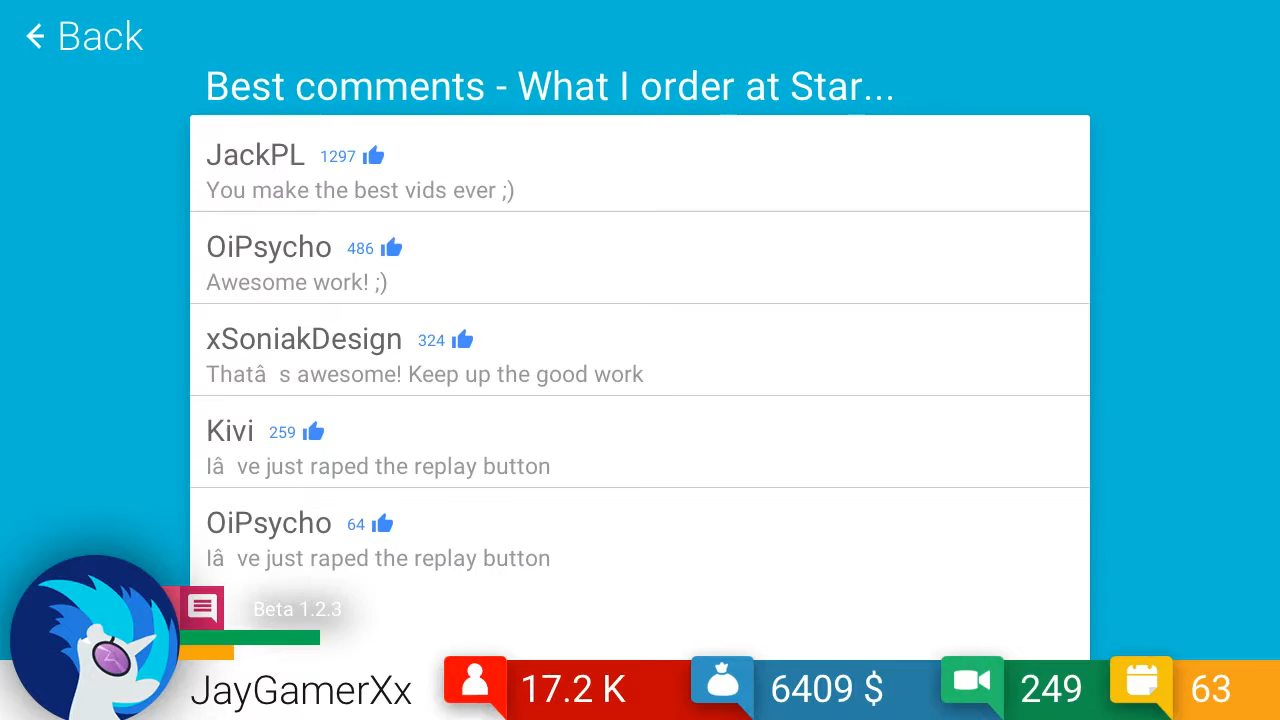 Back
Best comments - What I order at Star...
JackPL 1297
You make the best vids ever ;)
OiPsycho 486
Awesome work! ;)
xSoniakDesign 324
Thatâ s awesome! Keep up the good work
Kivi 259
Iâ ve just raped the replay button
OiPsycho 64
Iâ ve just raped the replay button
Beta 1.2.3
JayGamerXx 17.2 K 6409 $ 249 63